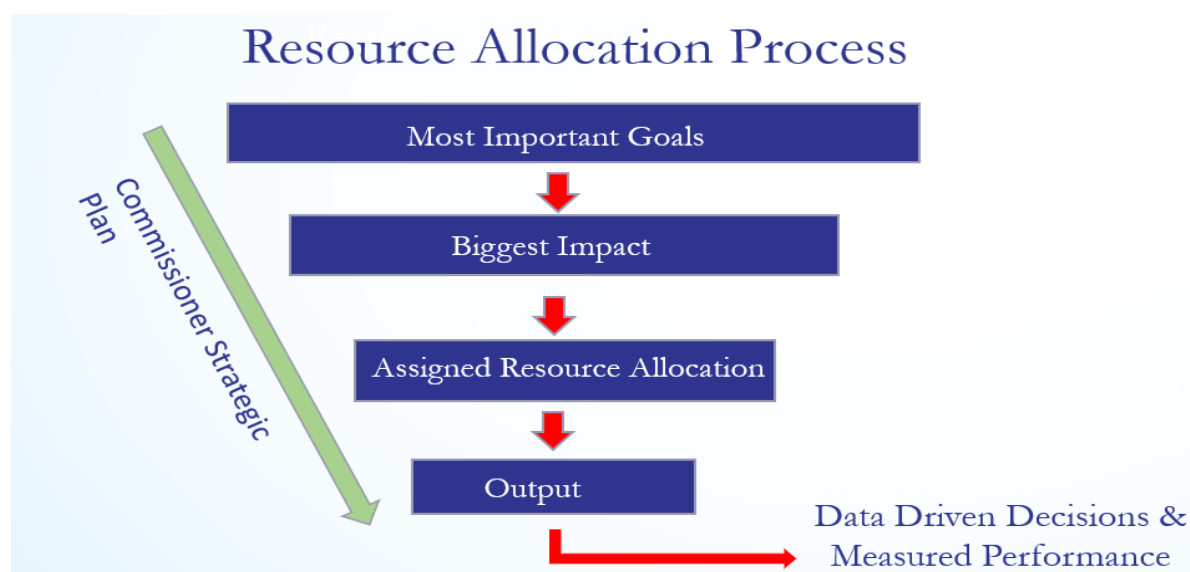 Resource Allocation Process
Most Important Goals
Biggest Impact
Assigned Resource Allocation
Output
Commissioner Strategic
Plan
Data Driven Decisions &
Measured Performance